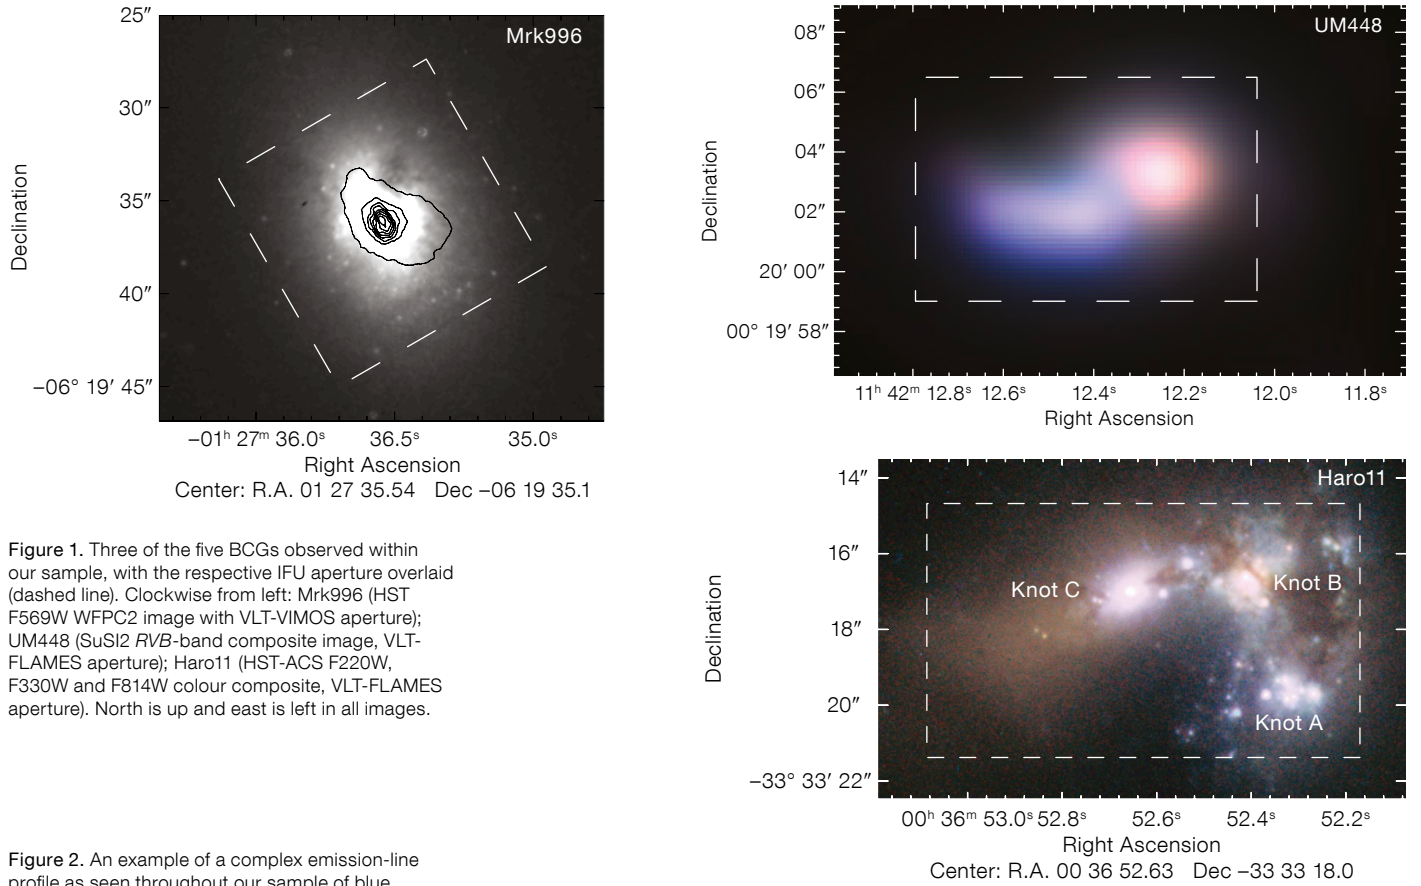 25″
Mrk996
30″
35″
40″
−06° 19′ 45″
Declination
−01ʰ 27ᵐ 36.0ˢ 36.5ˢ 35.0ˢ
Right Ascension
Center: R.A. 01 27 35.54 Dec −06 19 35.1
UM448
08″
06″
04″
02″
20′ 00″
00° 19′ 58″
Declination
11ʰ 42ᵐ 12.8ˢ 12.6ˢ 12.4ˢ 12.2ˢ 12.0ˢ 11.8ˢ
Right Ascension
Haro11
14″
16″
18″
20″
−33° 33′ 22″
Declination
Knot C
Knot B
Knot A
00ʰ 36ᵐ 53.0ˢ 52.8ˢ 52.6ˢ 52.4ˢ 52.2ˢ
Right Ascension
Center: R.A. 00 36 52.63 Dec −33 33 18.0
Figure 1. Three of the five BCGs observed within
our sample, with the respective IFU aperture overlaid
(dashed line). Clockwise from left: Mrk996 (HST
F569W WFPC2 image with VLT-VIMOS aperture);
UM448 (SuSI2 RVB-band composite image, VLT-
FLAMES aperture); Haro11 (HST-ACS F220W,
F330W and F814W colour composite, VLT-FLAMES
aperture). North is up and east is left in all images.
Figure 2. An example of a complex emission-line
profile as seen throughout our sample of blue